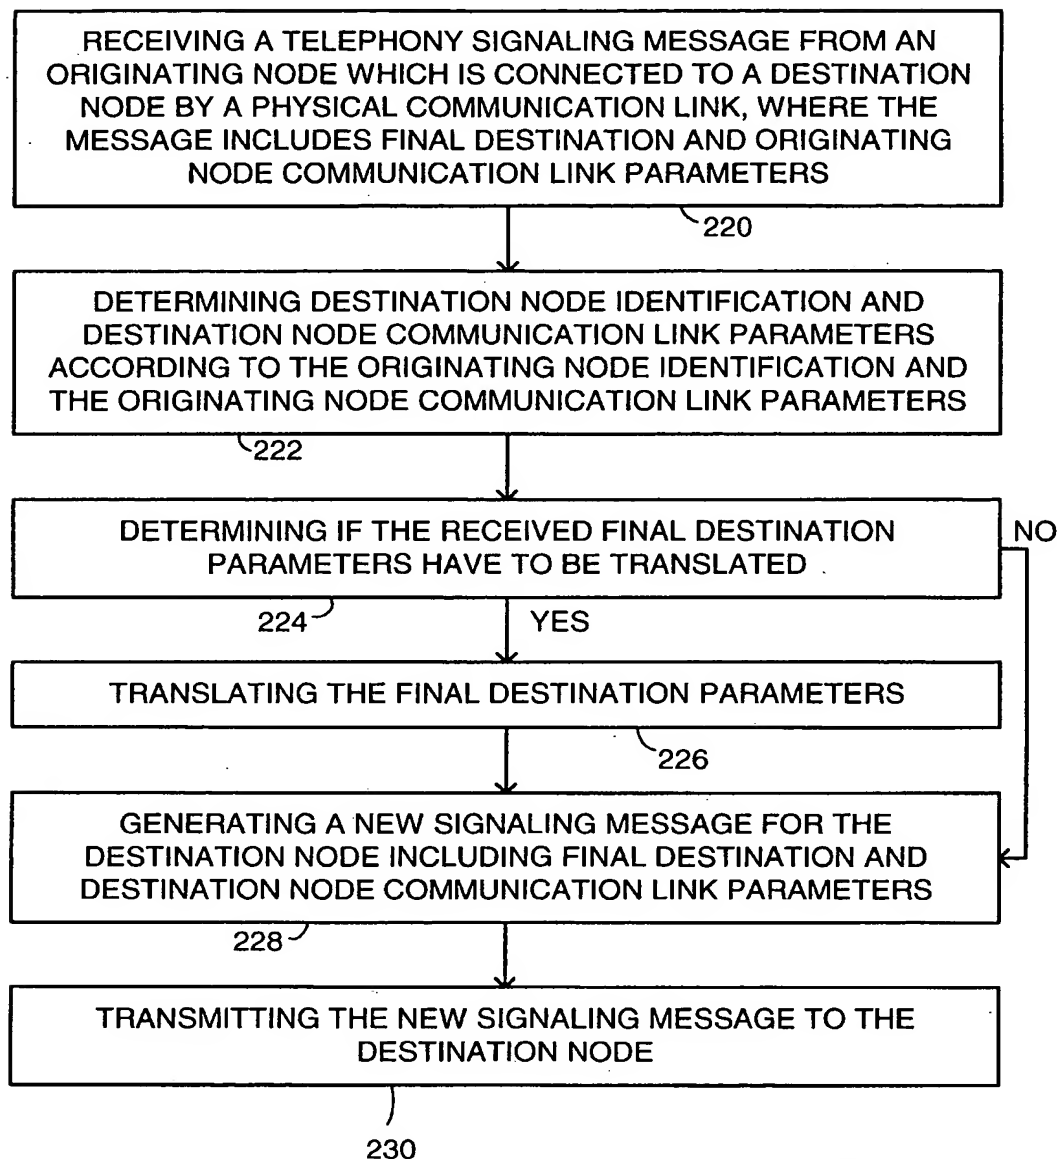 RECEIVING A TELEPHONY SIGNALING MESSAGE FROM AN
ORIGINATING NODE WHICH IS CONNECTED TO A DESTINATION
NODE BY A PHYSICAL COMMUNICATION LINK, WHERE THE
MESSAGE INCLUDES FINAL DESTINATION AND ORIGINATING
NODE COMMUNICATION LINK PARAMETERS
220
DETERMINING DESTINATION NODE IDENTIFICATION AND
DESTINATION NODE COMMUNICATION LINK PARAMETERS
ACCORDING TO THE ORIGINATING NODE IDENTIFICATION AND
THE ORIGINATING NODE COMMUNICATION LINK PARAMETERS
222
DETERMINING IF THE RECEIVED FINAL DESTINATION
PARAMETERS HAVE TO BE TRANSLATED
NO
224
YES
TRANSLATING THE FINAL DESTINATION PARAMETERS
226
GENERATING A NEW SIGNALING MESSAGE FOR THE
DESTINATION NODE INCLUDING FINAL DESTINATION AND
DESTINATION NODE COMMUNICATION LINK PARAMETERS
228
TRANSMITTING THE NEW SIGNALING MESSAGE TO THE
DESTINATION NODE
230